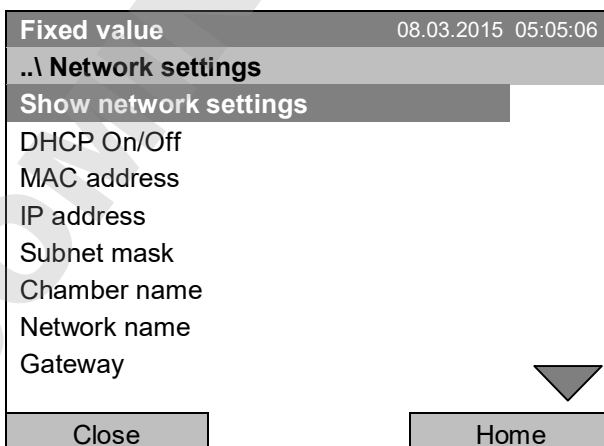 Fixed value 08.03.2015 05:05:06
..\ Network settings
Show network settings
DHCP On/Off
MAC address
IP address
Subnet mask
Chamber name
Network name
Gateway
Close Home